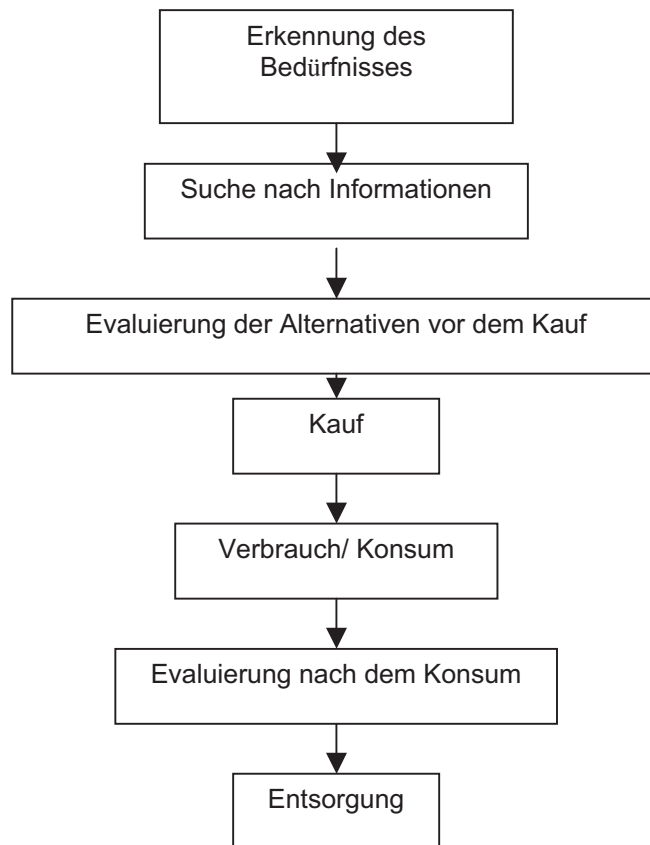 Erkennung des
Bedürfnisses
Suche nach Informationen
Evaluierung der Alternativen vor dem Kauf
Kauf
Verbrauch/ Konsum
Evaluierung nach dem Konsum
Entsorgung